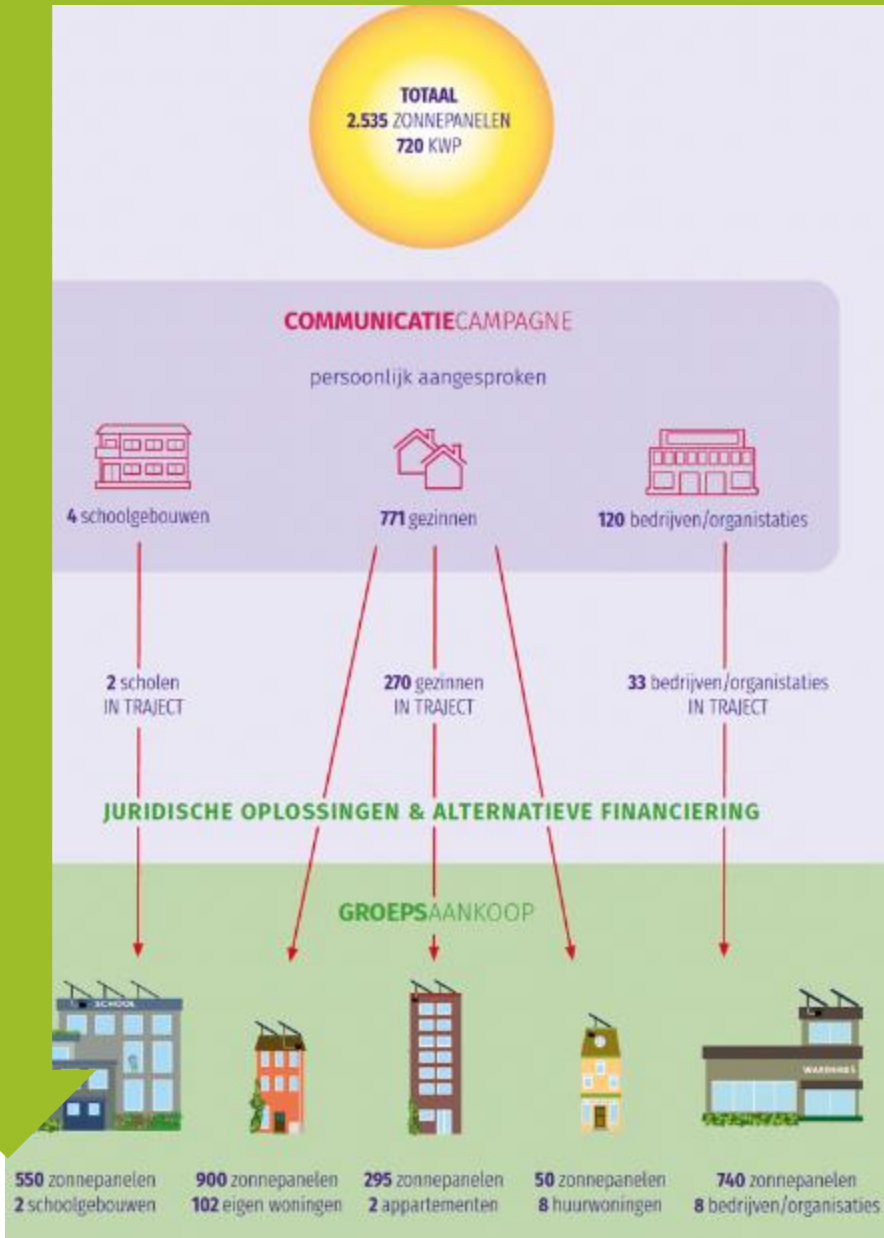 TOTAAL
2.535 ZONNEPANELEN
720 KWP
COMMUNICATIECAMPAGNE
persoonlijk aangesproken
4 schoolgebouwen
771 gezinnen
120 bedrijven/organistaties
2 scholen
IN TRAJECT
270 gezinnen
IN TRAJECT
33 bedrijven/organistaties
IN TRAJECT
JURIDISCHE OPLOSSINGEN & ALTERNATIEVE FINANCIERING
GROEPSAANKOOP
SCHOOL
WARENHUIS
550 zonnepanelen
2 schoolgebouwen
900 zonnepanelen
102 eigen woningen
295 zonnepanelen
2 appartementen
50 zonnepanelen
8 huurwoningen
740 zonnepanelen
8 bedrijven/organisaties